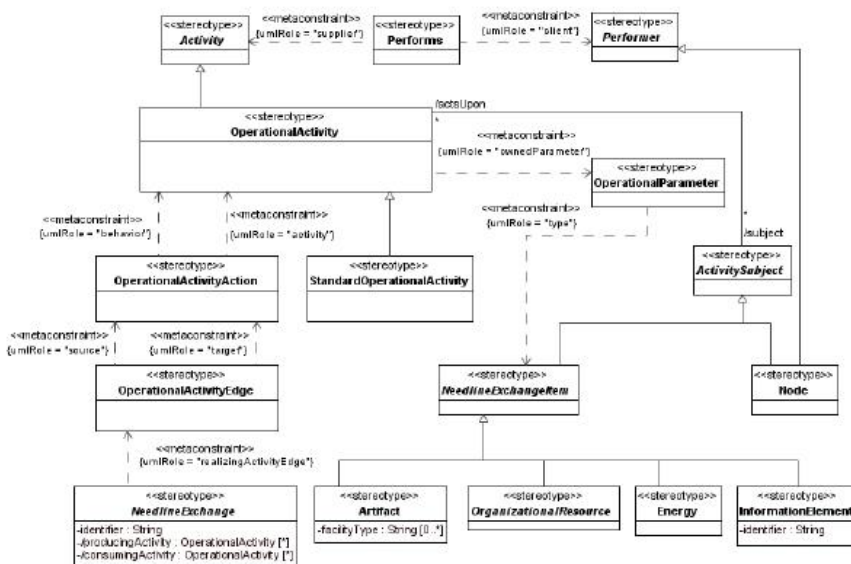 <<metaconstraint>>
<<metaconstraint>>
<<stereotype>>
Activity
{umlRole = "supplier"}
<<stereotype>>
Performs
{umlRole = "client"}
<<stereotype>>
Performer
<<stereotype>>
OperationalActivity
/actsUpon
*
<<metaconstraint>>
{umlRole = "ownedParameter"}
<<stereotype>>
OperationalParameter
<<metaconstraint>>
{umlRole = "behavior"}
<<metaconstraint>>
{umlRole = "activity"}
<<metaconstraint>>
{umlRole = "type"}
*
/subject
<<stereotype>>
OperationalActivityAction
<<stereotype>>
StandardOperationalActivity
<<stereotype>>
ActivitySubject
<<metaconstraint>>
{umlRole = "source"}
<<metaconstraint>>
{umlRole = "target"}
<<stereotype>>
OperationalActivityEdge
<<stereotype>>
NeedlineExchangeItem
<<stereotype>>
Node
<<metaconstraint>>
{umlRole = "realizingActivityEdge"}
<<stereotype>>
NeedlineExchange
-identifier : String
-/producingActivity : OperationalActivity [*]
-/consumingActivity : OperationalActivity [*]
<<stereotype>>
Artifact
-facilityType : String [0..*]
<<stereotype>>
OrganizationalResource
<<stereotype>>
Energy
<<stereotype>>
InformationElement
-identifier : String